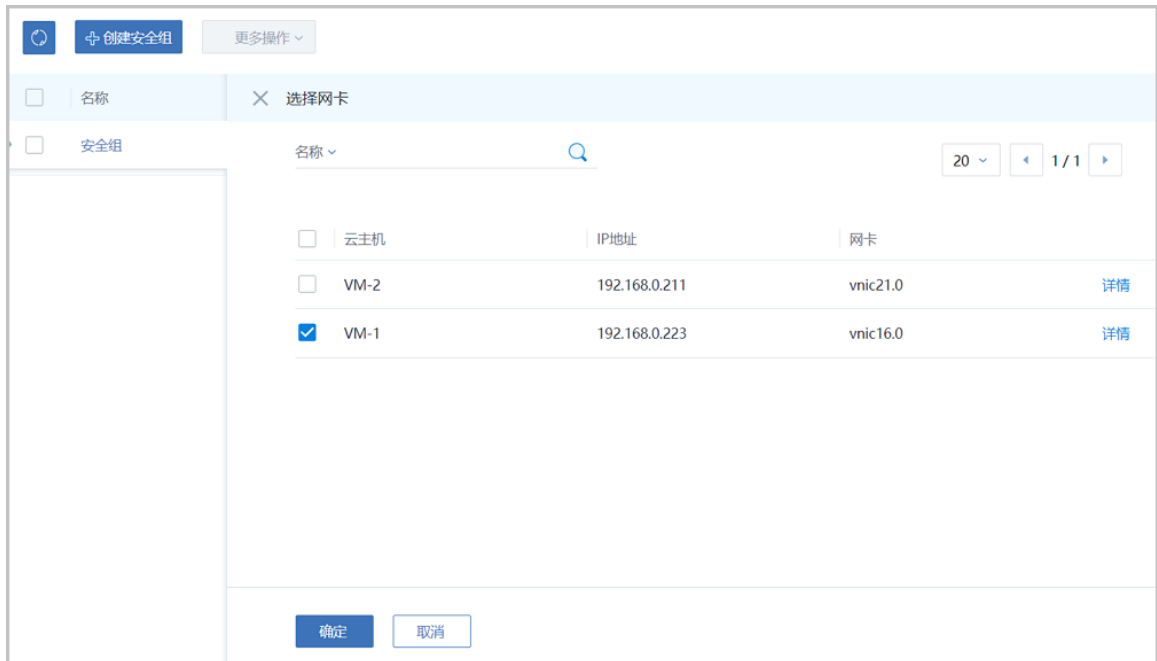 创建安全组 更多操作
名称 选择网卡
安全组 名称 20 1 / 1
云主机 IP地址 网卡
VM-2 192.168.0.211 vnic21.0 详情
VM-1 192.168.0.223 vnic16.0 详情
确定 取消